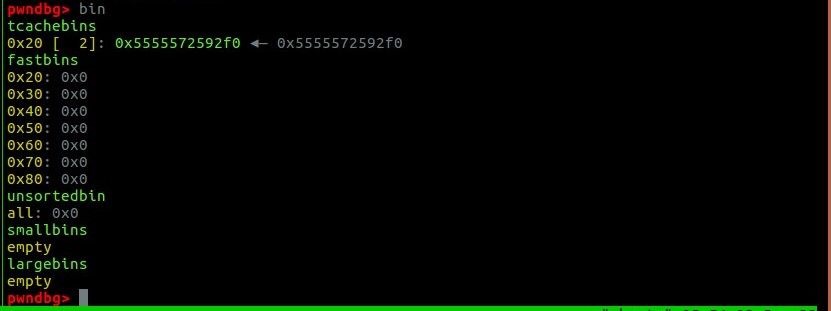 pwndbg> bin
tcachebins
0x20 [  2]: 0x5555572592f0 ◂— 0x5555572592f0
fastbins
0x20: 0x0
0x30: 0x0
0x40: 0x0
0x50: 0x0
0x60: 0x0
0x70: 0x0
0x80: 0x0
unsortedbin
all: 0x0
smallbins
empty
largebins
empty
pwndbg>